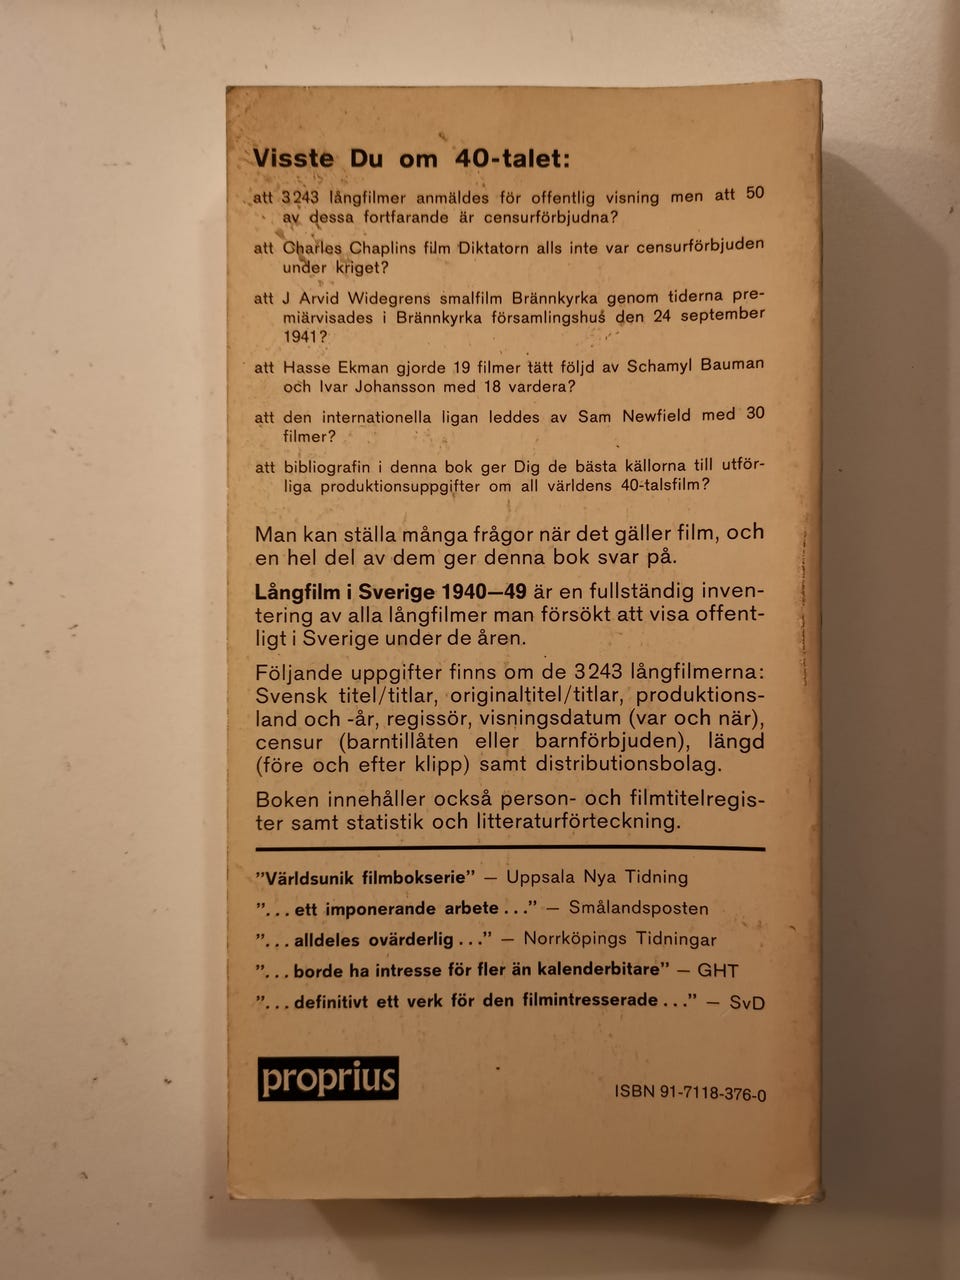 Visste Du om 40-talet:
att 3243 långfilmer anmäldes för offentlig visning men att 50
av dessa fortfarande är censurförbjudna?
att Charles Chaplins film Diktatorn alls inte var censurförbjuden
under kriget?
att J Arvid Widegrens smalfilm Brännkyrka genom tiderna pre-
miärvisades i Brännkyrka församlingshus den 24 september
1941?
att Hasse Ekman gjorde 19 filmer tätt följd av Schamyl Bauman
och Ivar Johansson med 18 vardera?
att den internationella ligan leddes av Sam Newfield med 30
filmer?
att bibliografin i denna bok ger Dig de bästa källorna till utför-
liga produktionsuppgifter om all världens 40-talsfilm?
Man kan ställa många frågor när det gäller film, och
en hel del av dem ger denna bok svar på.
Långfilm i Sverige 1940—49 är en fullständig inven-
tering av alla långfilmer man försökt att visa offent-
ligt i Sverige under de åren.
Följande uppgifter finns om de 3243 långfilmerna:
Svensk titel/titlar, originaltitel/titlar, produktions-
land och -år, regissör, visningsdatum (var och när),
censur (barntillåten eller barnförbjuden), längd
(före och efter klipp) samt distributionsbolag.
Boken innehåller också person- och filmtitelregis-
ter samt statistik och litteraturförteckning.
”Världsunik filmbokserie” — Uppsala Nya Tidning
”... ett imponerande arbete ...” — Smålandsposten
”... alldeles ovärderlig ...” — Norrköpings Tidningar
”... borde ha intresse för fler än kalenderbitare” — GHT
”... definitivt ett verk för den filmintresserade ...” — SvD
proprius
ISBN 91-7118-376-0